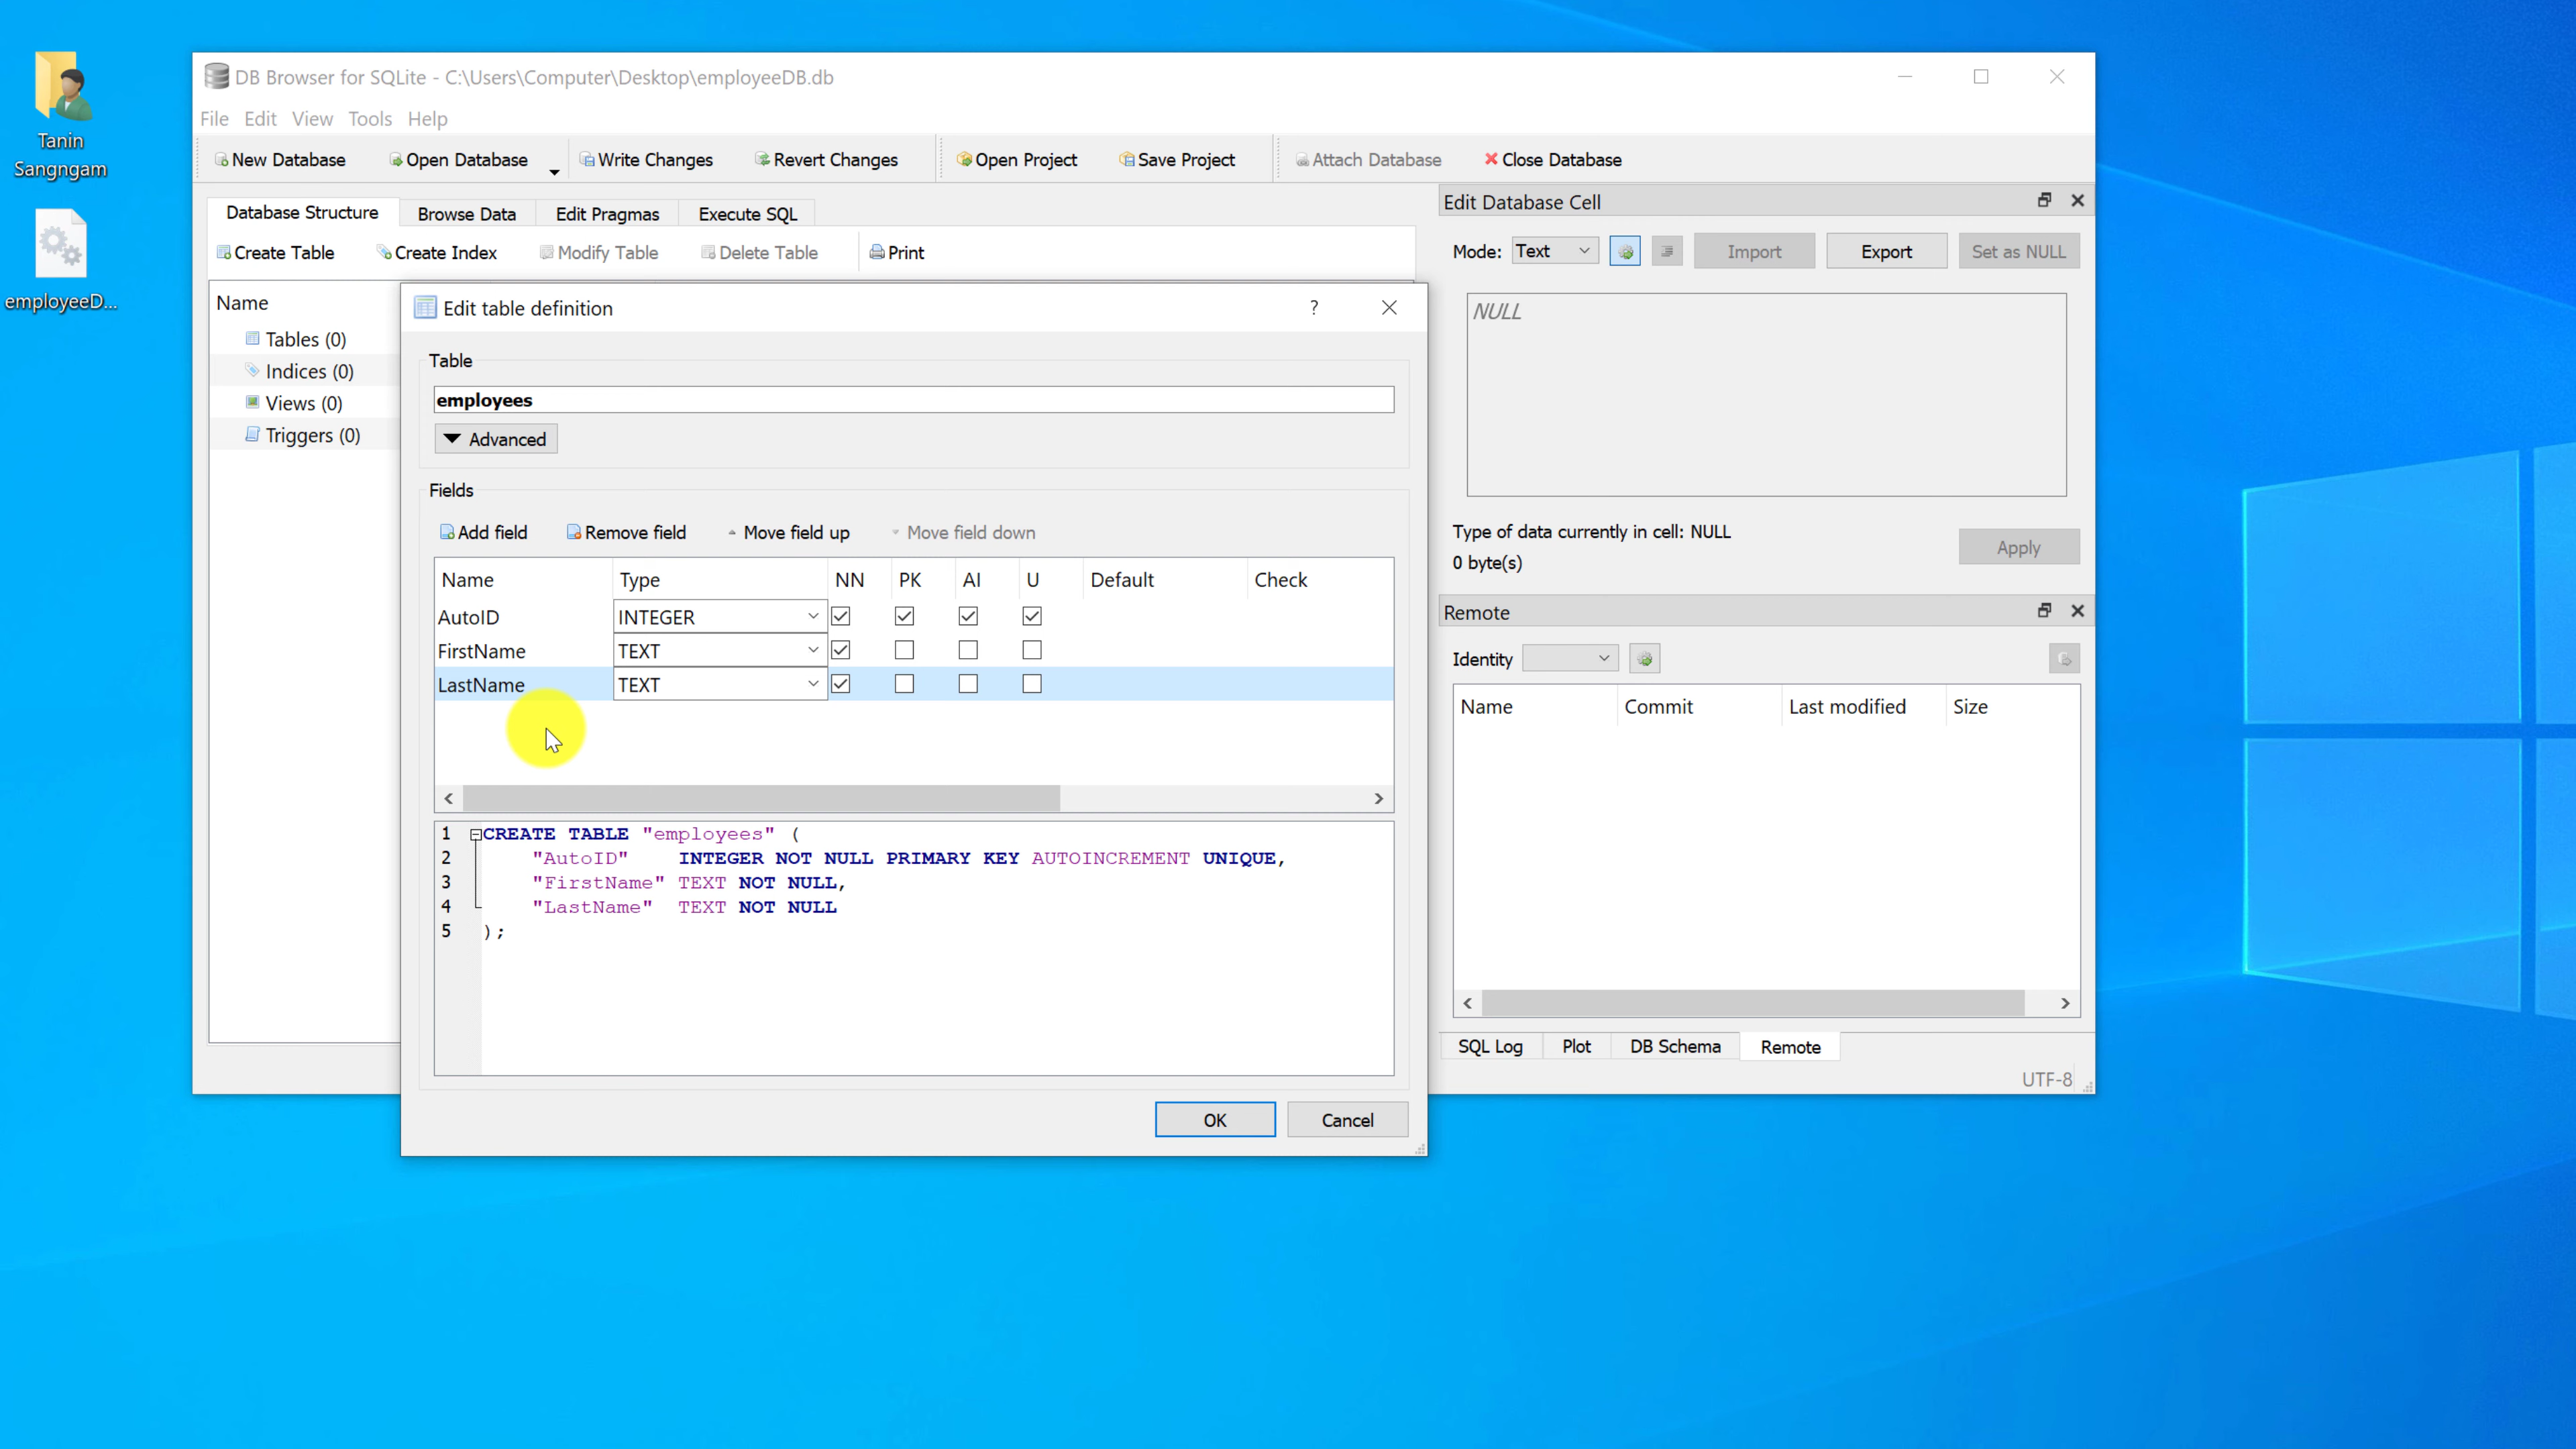 Tanin
Sangngam
employeeD...
DB Browser for SQLite - C:\Users\Computer\Desktop\employeeDB.db
File Edit View Tools Help
New Database Open Database Write Changes Revert Changes Open Project Save Project Attach Database Close Database
Database Structure Browse Data Edit Pragmas Execute SQL
Create Table Create Index Modify Table Delete Table Print
Name
Tables (0)
Indices (0)
Views (0)
Triggers (0)
Edit table definition ?
Table
employees
Advanced
Fields
Add field Remove field Move field up Move field down
Name Type NN PK AI U Default Check
AutoID INTEGER
FirstName TEXT
LastName TEXT
1 CREATE TABLE "employees" (
2 "AutoID" INTEGER NOT NULL PRIMARY KEY AUTOINCREMENT UNIQUE,
3 "FirstName" TEXT NOT NULL,
4 "LastName" TEXT NOT NULL
5 );
OK Cancel
Edit Database Cell
Mode: Text Import Export Set as NULL
NULL
Type of data currently in cell: NULL
0 byte(s)
Apply
Remote
Identity
Name Commit Last modified Size
SQL Log Plot DB Schema Remote
UTF-8